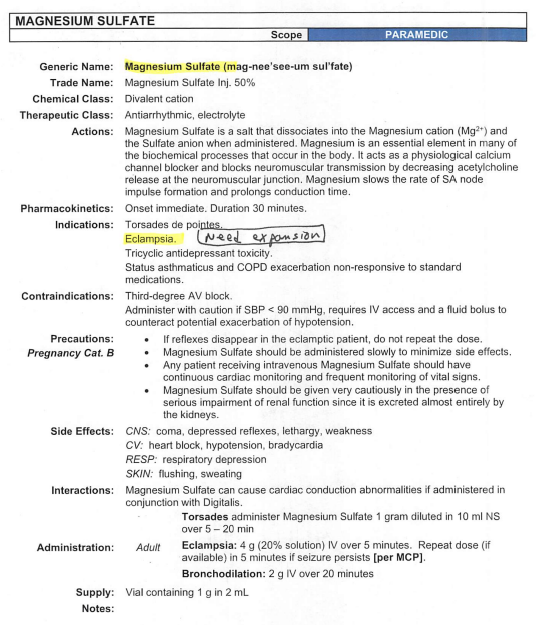 MAGNESIUM SULFATE
Scope PARAMEDIC
Generic Name: Magnesium Sulfate (mag-nee'see-um sul'fate)
Trade Name: Magnesium Sulfate Inj. 50%
Chemical Class: Divalent cation
Therapeutic Class: Antiarrhythmic, electrolyte
Actions: Magnesium Sulfate is a salt that dissociates into the Magnesium cation (Mg2+) and
the Sulfate anion when administered. Magnesium is an essential element in many of
the biochemical processes that occur in the body. It acts as a physiological calcium
channel blocker and blocks neuromuscular transmission by decreasing acetylcholine
release at the neuromuscular junction. Magnesium slows the rate of SA node
impulse formation and prolongs conduction time.
Pharmacokinetics: Onset immediate. Duration 30 minutes.
Indications: Torsades de pointes.
Eclampsia. Need expansion
Tricyclic antidepressant toxicity.
Status asthmaticus and COPD exacerbation non-responsive to standard
medications.
Contraindications: Third-degree AV block.
Administer with caution if SBP < 90 mmHg, requires IV access and a fluid bolus to
counteract potential exacerbation of hypotension.
Precautions: • If reflexes disappear in the eclamptic patient, do not repeat the dose.
Pregnancy Cat. B • Magnesium Sulfate should be administered slowly to minimize side effects.
• Any patient receiving intravenous Magnesium Sulfate should have
continuous cardiac monitoring and frequent monitoring of vital signs.
• Magnesium Sulfate should be given very cautiously in the presence of
serious impairment of renal function since it is excreted almost entirely by
the kidneys.
Side Effects: CNS: coma, depressed reflexes, lethargy, weakness
CV: heart block, hypotension, bradycardia
RESP: respiratory depression
SKIN: flushing, sweating
Interactions: Magnesium Sulfate can cause cardiac conduction abnormalities if administered in
conjunction with Digitalis.
Torsades administer Magnesium Sulfate 1 gram diluted in 10 ml NS
over 5 – 20 min
Administration: Adult Eclampsia: 4 g (20% solution) IV over 5 minutes. Repeat dose (if
available) in 5 minutes if seizure persists [per MCP].
Bronchodilation: 2 g IV over 20 minutes
Supply: Vial containing 1 g in 2 mL
Notes: